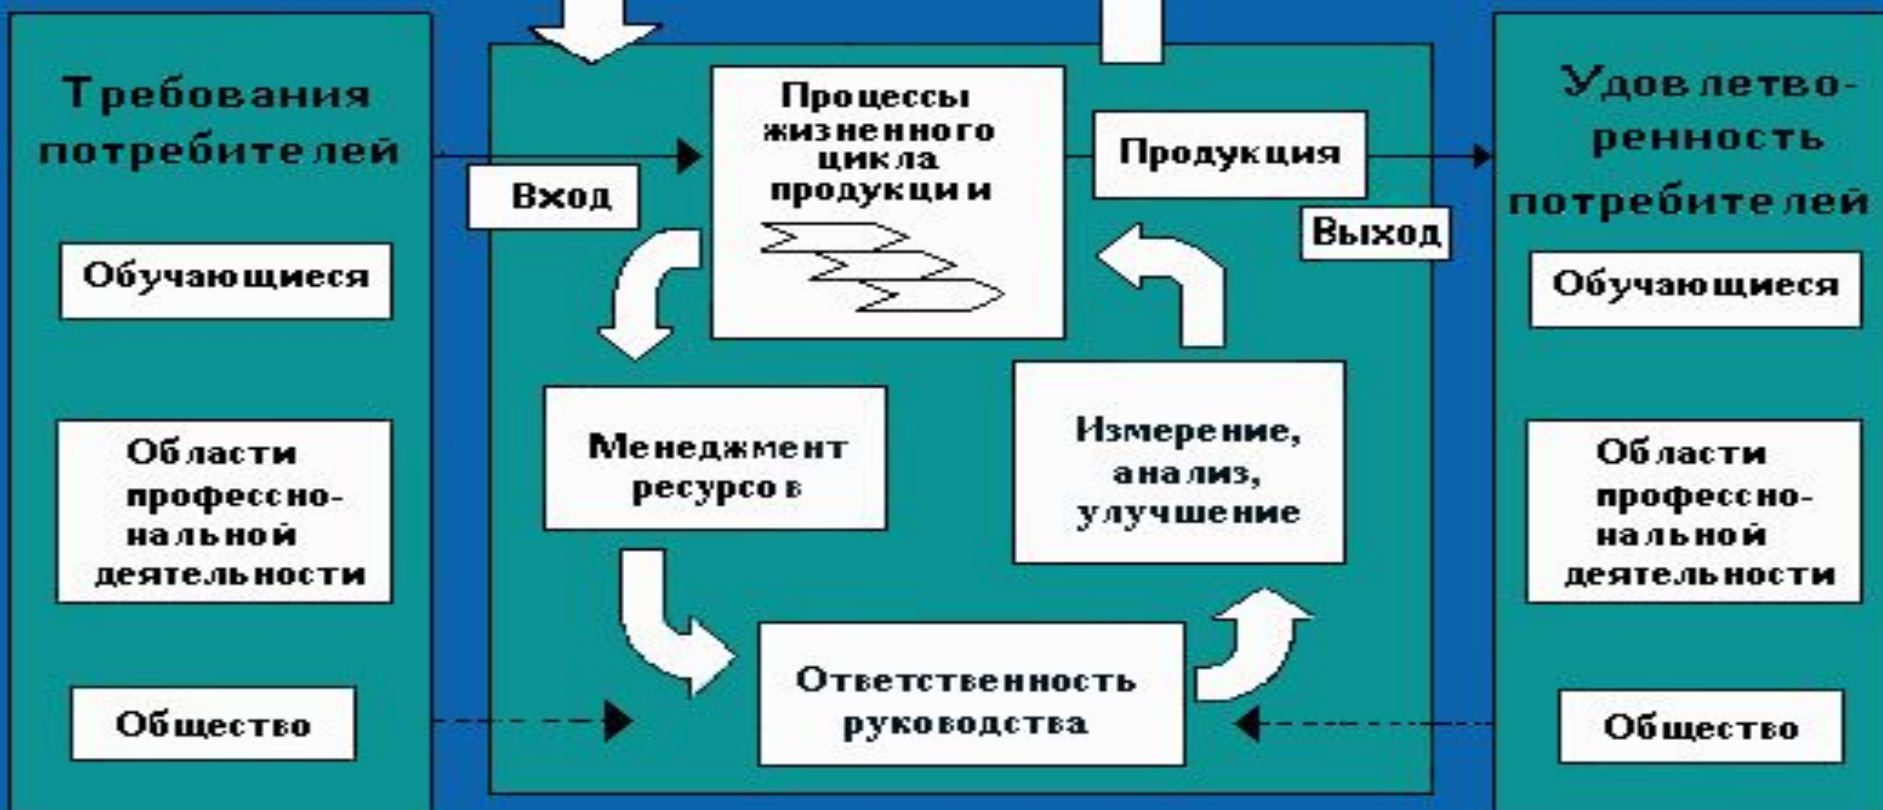 Требования
потребителей
Обучающиеся
Области
профессио-
нальной
деятельности
Общество
Вход
Процессы
жизненного
цикла
продукции
Продукция
Выход
Менеджмент
ресурсов
Измерение,
анализ,
улучшение
Ответственность
руководства
Удовлетво-
ренность
потребителей
Обучающиеся
Области
профессио-
нальной
деятельности
Общество